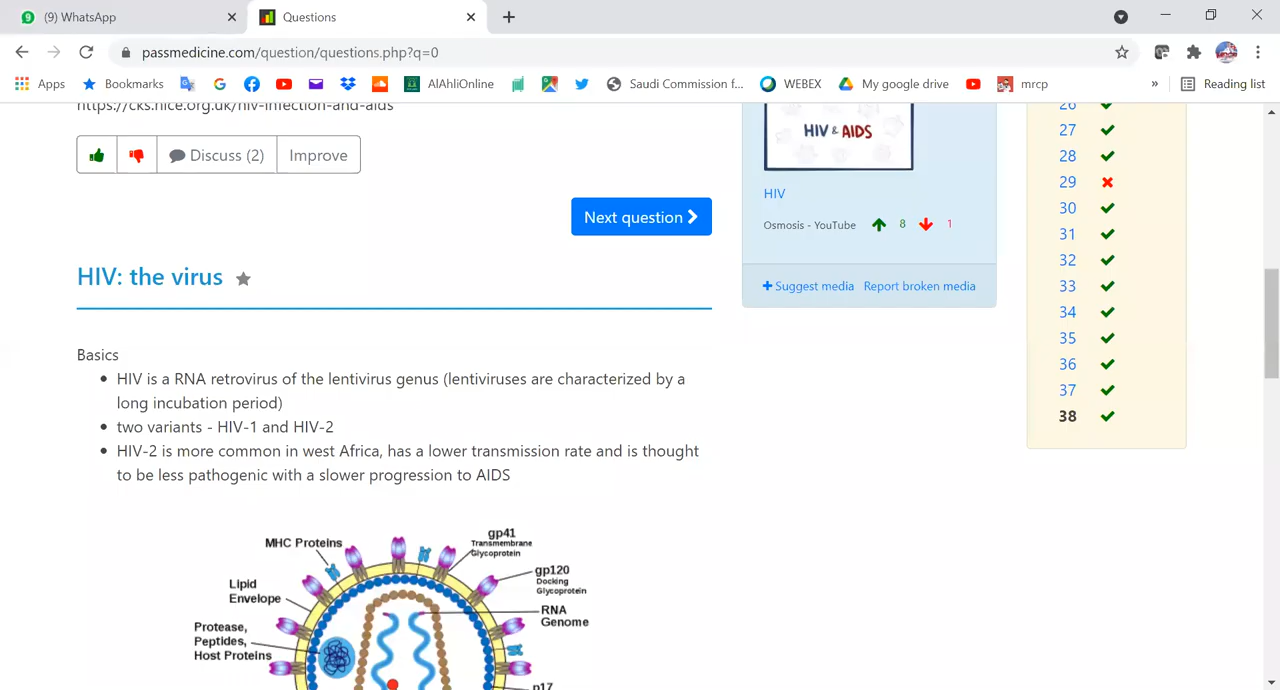 (9) WhatsApp
Questions
passmedicine.com/question/questions.php?q=0
Apps
Bookmarks
AlAhliOnline
Saudi Commission f...
WEBEX
My google drive
mrcp
»
Reading list
https://cks.nice.org.uk/hiv-infection-and-aids
Discuss (2)
Improve
Next question
HIV: the virus
Basics
HIV is a RNA retrovirus of the lentivirus genus (lentiviruses are characterized by a
long incubation period)
two variants - HIV-1 and HIV-2
HIV-2 is more common in west Africa, has a lower transmission rate and is thought
to be less pathogenic with a slower progression to AIDS
MHC Proteins
gp41
Transmembrane
Glycoprotein
gp120
Docking
Glycoprotein
Lipid
Envelope
RNA
Genome
Protease,
Peptides,
Host Proteins
p17
HIV & AIDS
HIV
Osmosis - YouTube
8
1
Suggest media
Report broken media
26
27
28
29
30
31
32
33
34
35
36
37
38